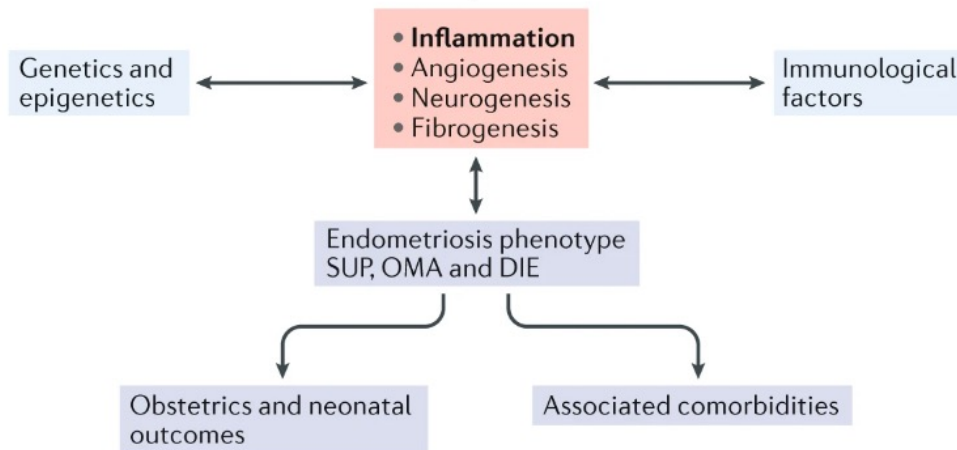 Genetics and
epigenetics
• Inflammation
• Angiogenesis
• Neurogenesis
• Fibrogenesis
Immunological
factors
Endometriosis phenotype
SUP, OMA and DIE
Obstetrics and neonatal
outcomes
Associated comorbidities